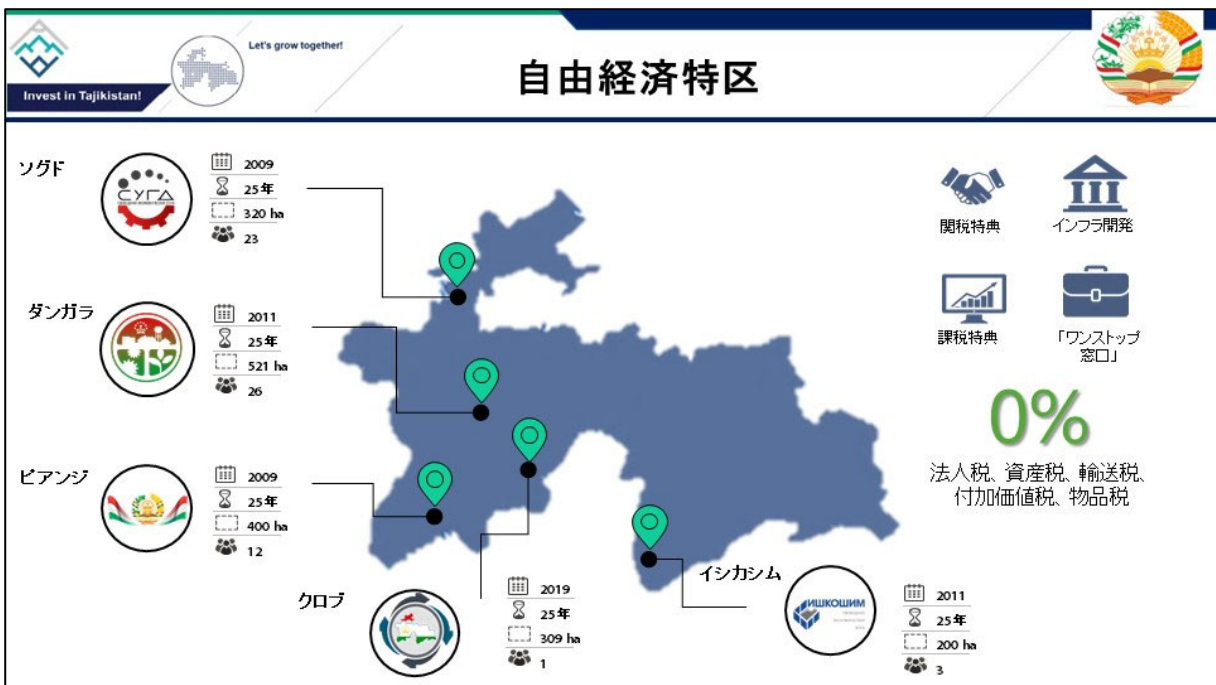 Let's grow together!
Invest in Tajikistan!
自由経済特区
ソグド
СУГД
2009
25年
320 ha
23
ダンガラ
2011
25年
521 ha
26
ピアンジ
2009
25年
400 ha
12
クロブ
2019
25年
309 ha
1
イシカシム
ИШКОШИМ
2011
25年
200 ha
3
関税特典
インフラ開発
課税特典
「ワンストップ
窓口」
0%
法人税、資産税、輸送税、
付加価値税、物品税